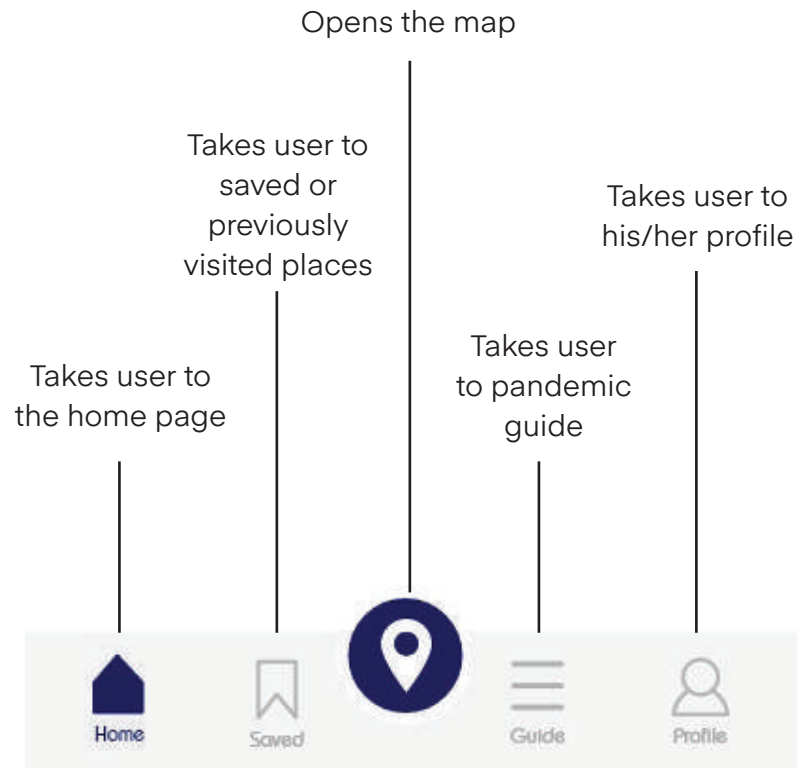 Opens the map
Takes user to
saved or
previously
visited places
Takes user to
his/her profile
Takes user
to pandemic
guide
Takes user to
the home page
Home
Saved
Guide
Profile